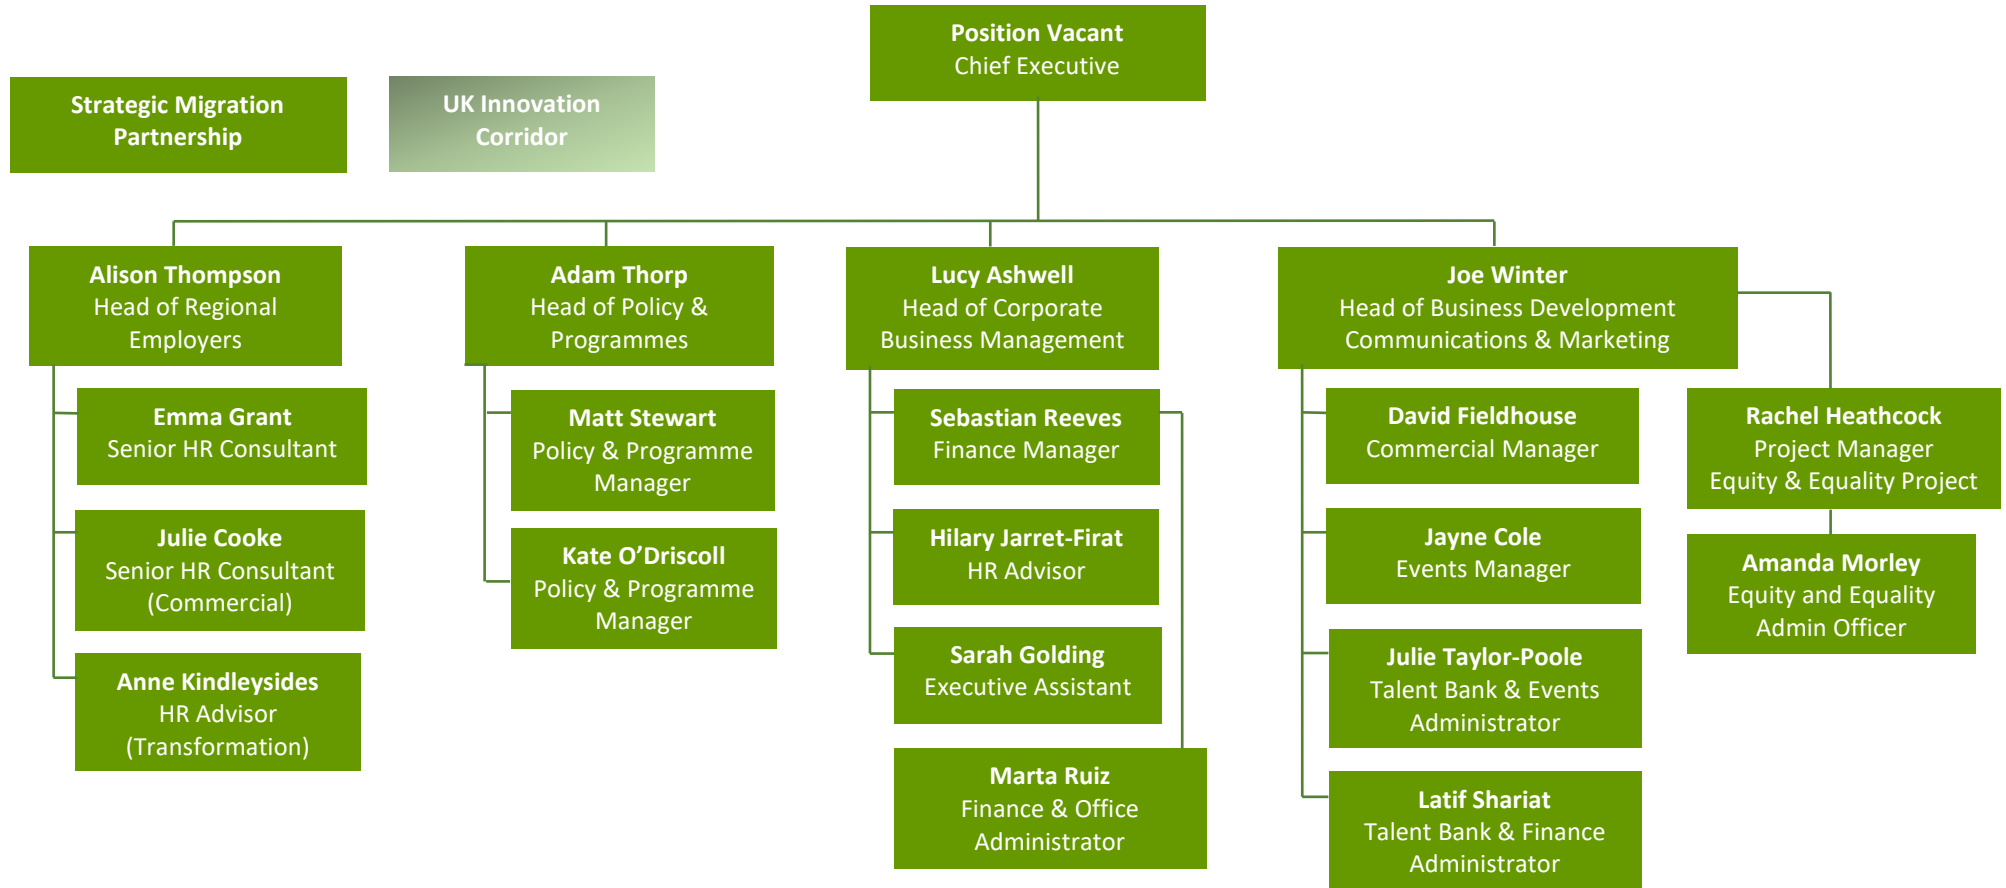 Position Vacant
Chief Executive
Strategic Migration
Partnership
UK Innovation
Corridor
Alison Thompson
Head of Regional
Employers
Adam Thorp
Head of Policy &
Programmes
Lucy Ashwell
Head of Corporate
Business Management
Joe Winter
Head of Business Development
Communications & Marketing
Emma Grant
Senior HR Consultant
Julie Cooke
Senior HR Consultant
(Commercial)
Anne Kindleysides
HR Advisor
(Transformation)
Matt Stewart
Policy & Programme
Manager
Kate O’Driscoll
Policy & Programme
Manager
Sebastian Reeves
Finance Manager
Hilary Jarret-Firat
HR Advisor
Sarah Golding
Executive Assistant
Marta Ruiz
Finance & Office
Administrator
David Fieldhouse
Commercial Manager
Jayne Cole
Events Manager
Julie Taylor-Poole
Talent Bank & Events
Administrator
Latif Shariat
Talent Bank & Finance
Administrator
Rachel Heathcock
Project Manager
Equity & Equality Project
Amanda Morley
Equity and Equality
Admin Officer